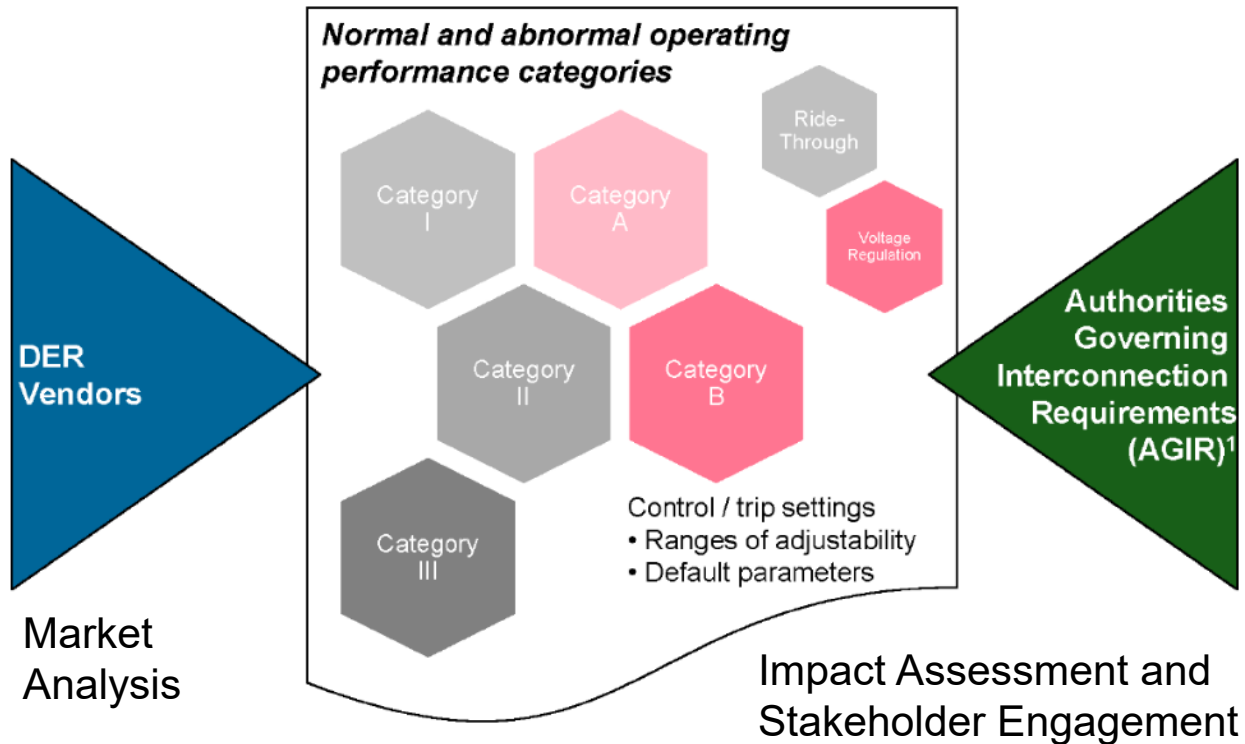 Normal and abnormal operating
performance categories
Ride-
Through
Category
I
Category
A
Voltage
Regulation
Category
II
Category
B
Category
III
Control / trip settings
• Ranges of adjustability
• Default parameters
DER
Vendors
Authorities
Governing
Interconnection
Requirements
(AGIR)¹
Market
Analysis
Impact Assessment and
Stakeholder Engagement